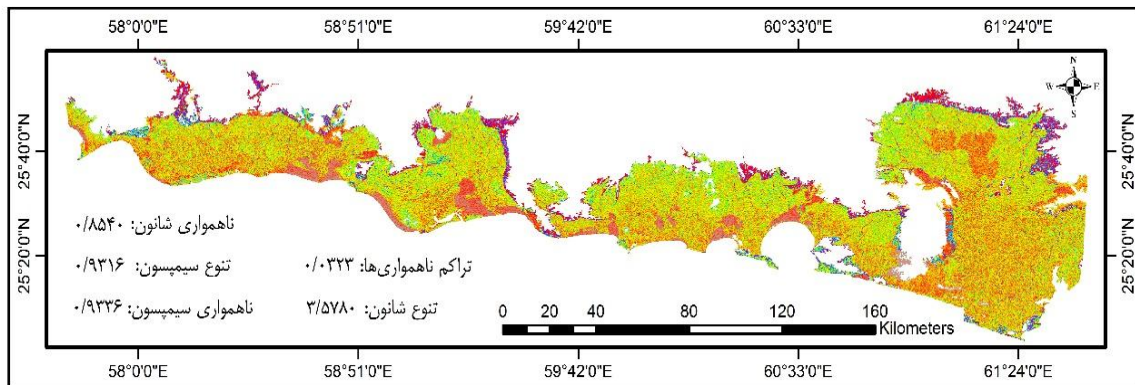 58°0'0"E 58°51'0"E 59°42'0"E 60°33'0"E 61°24'0"E
N
W E
S
25°40'0"N 25°40'0"N
25°20'0"N 25°20'0"N
ناهمواری شانون: ۰/۸۵۴۰
تنوع سیمپسون: ۰/۹۳۱۶ تراکم ناهمواری‌ها: ۰/۰۳۲۳
ناهمواری سیمپسون: ۰/۹۳۳۶ تنوع شانون: ۳/۵۷۸۰
0 20 40 80 120 160
Kilometers
58°0'0"E 58°51'0"E 59°42'0"E 60°33'0"E 61°24'0"E